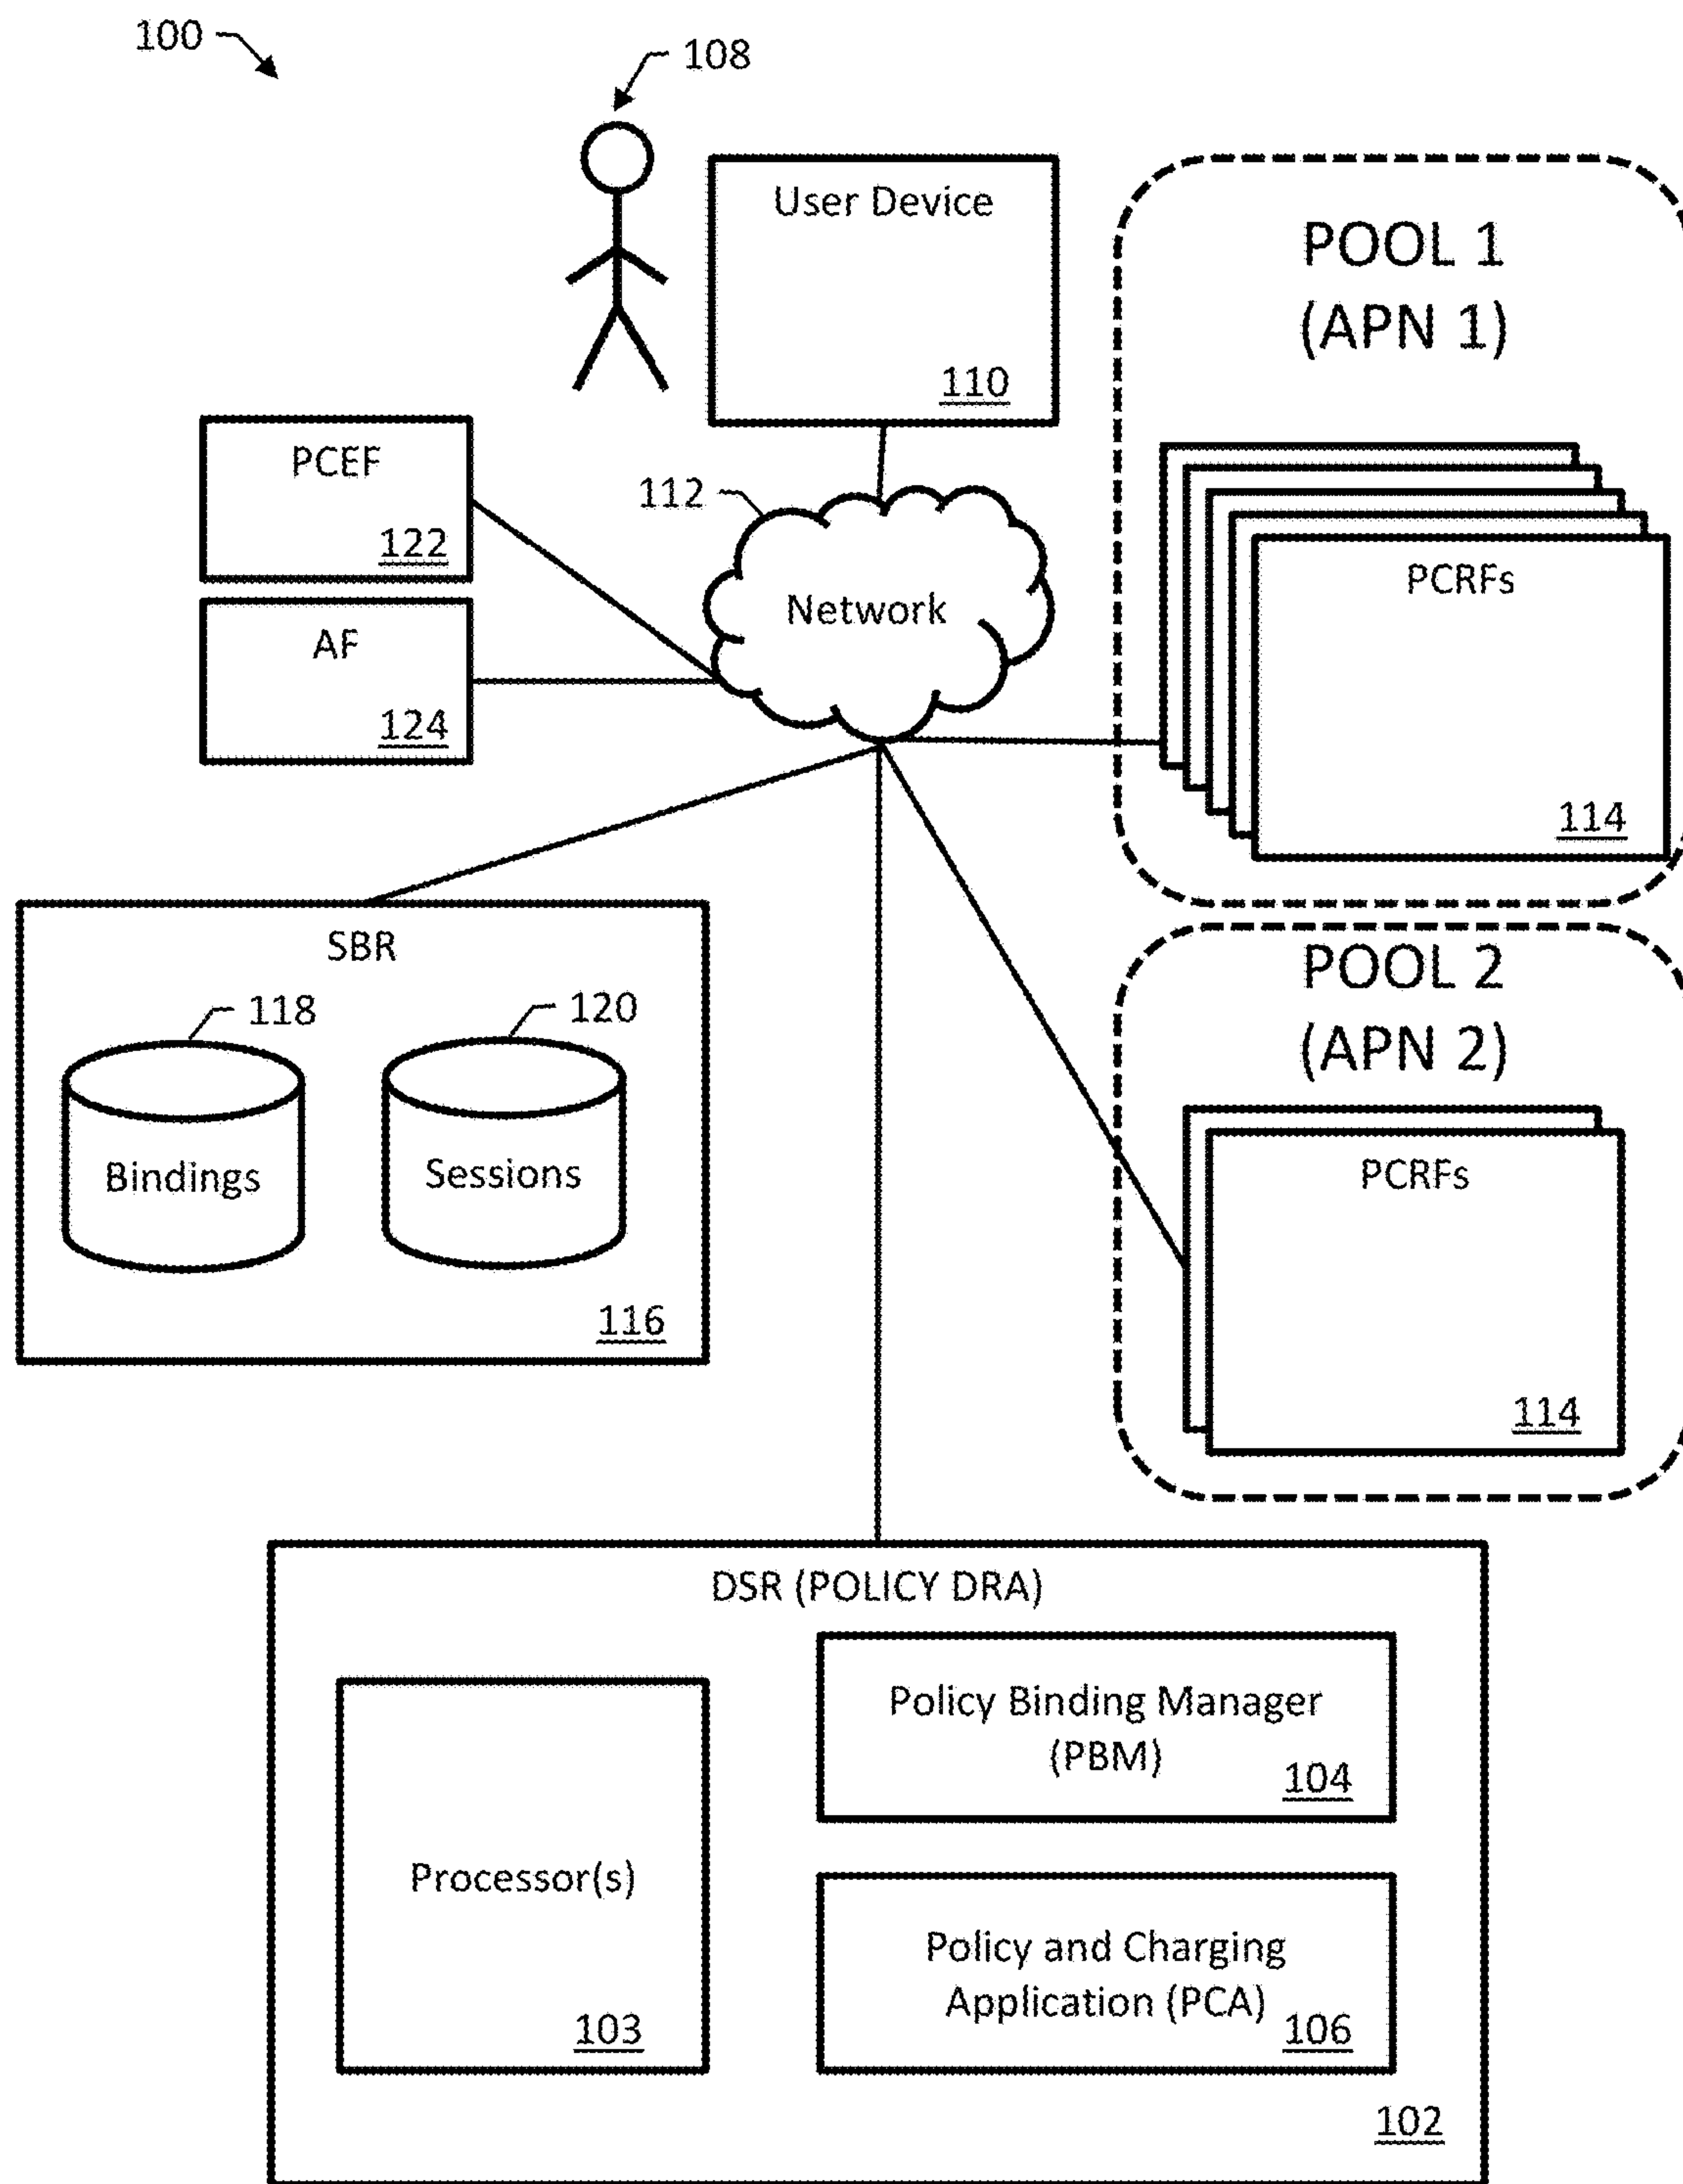 100
108
User Device
110
POOL 1
(APN 1)
PCRFs
114
PCEF
122
AF
124
112
Network
SBR
118
120
Bindings
Sessions
116
POOL 2
(APN 2)
PCRFs
114
DSR (POLICY DRA)
Processor(s)
103
Policy Binding Manager
(PBM)
104
Policy and Charging
Application (PCA)
106
102